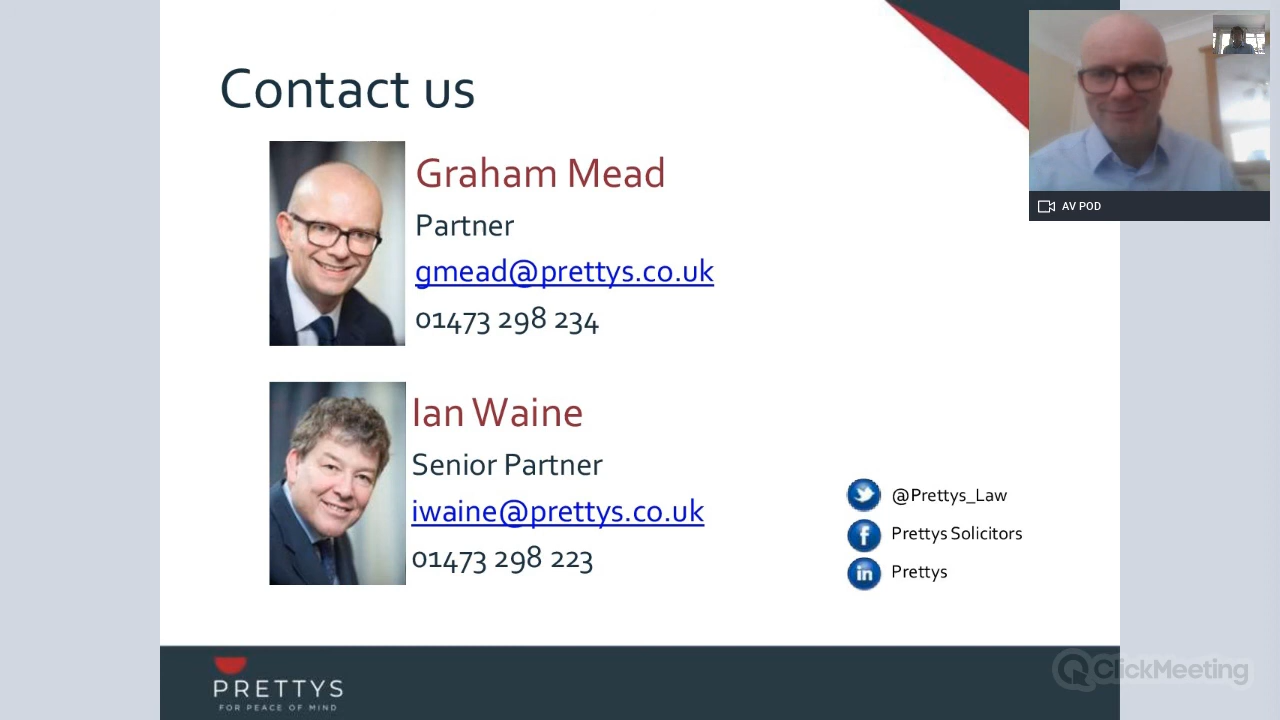 Contact us
Graham Mead
Partner
gmead@prettys.co.uk
01473 298 234
Ian Waine
Senior Partner
iwaine@prettys.co.uk
01473 298 223
@Prettys_Law
Prettys Solicitors
Prettys
PRETTYS
FOR PEACE OF MIND
AV POD
ClickMeeting